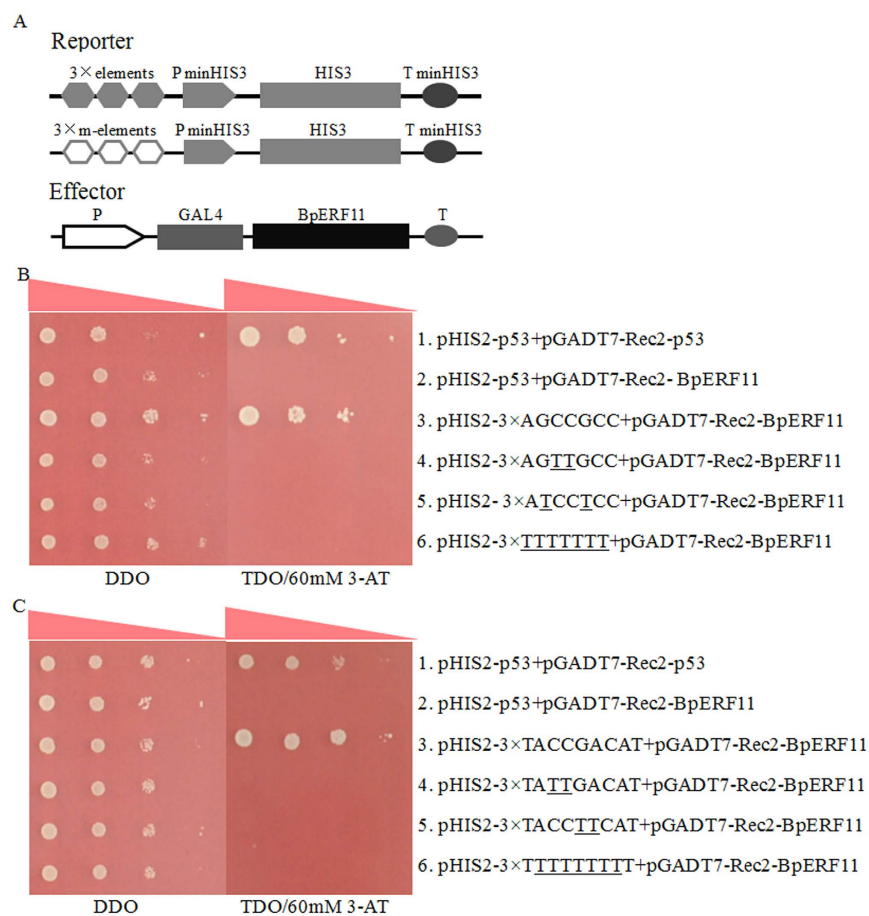 A
Reporter
3× elements P minHIS3 HIS3 T minHIS3
3× m-elements P minHIS3 HIS3 T minHIS3
Effector
P GAL4 BpERF11 T
B
1. pHIS2-p53+pGADT7-Rec2-p53
2. pHIS2-p53+pGADT7-Rec2- BpERF11
3. pHIS2-3×AGCCGCC+pGADT7-Rec2-BpERF11
4. pHIS2-3×AGTTGCC+pGADT7-Rec2-BpERF11
5. pHIS2- 3×ATCCTCC+pGADT7-Rec2-BpERF11
6. pHIS2-3×TTTTTTT+pGADT7-Rec2-BpERF11
DDO TDO/60mM 3-AT
C
1. pHIS2-p53+pGADT7-Rec2-p53
2. pHIS2-p53+pGADT7-Rec2-BpERF11
3. pHIS2-3×TACCGACAT+pGADT7-Rec2-BpERF11
4. pHIS2-3×TATTGACAT+pGADT7-Rec2-BpERF11
5. pHIS2-3×TACCTTCAT+pGADT7-Rec2-BpERF11
6. pHIS2-3×TTTTTTTTT+pGADT7-Rec2-BpERF11
DDO TDO/60mM 3-AT